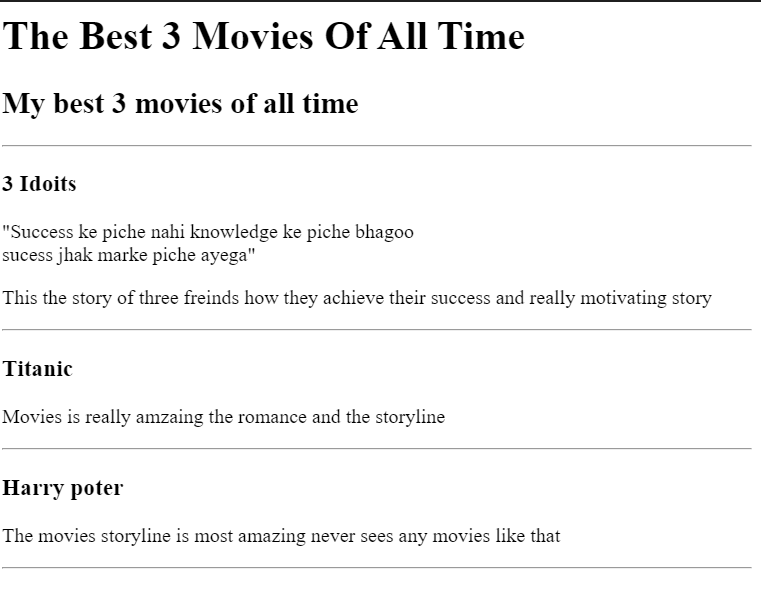 The Best 3 Movies Of All Time
My best 3 movies of all time
3 Idoits
"Success ke piche nahi knowledge ke piche bhagoo
sucess jhak marke piche ayega"
This the story of three freinds how they achieve their success and really motivating story
Titanic
Movies is really amzaing the romance and the storyline
Harry poter
The movies storyline is most amazing never sees any movies like that